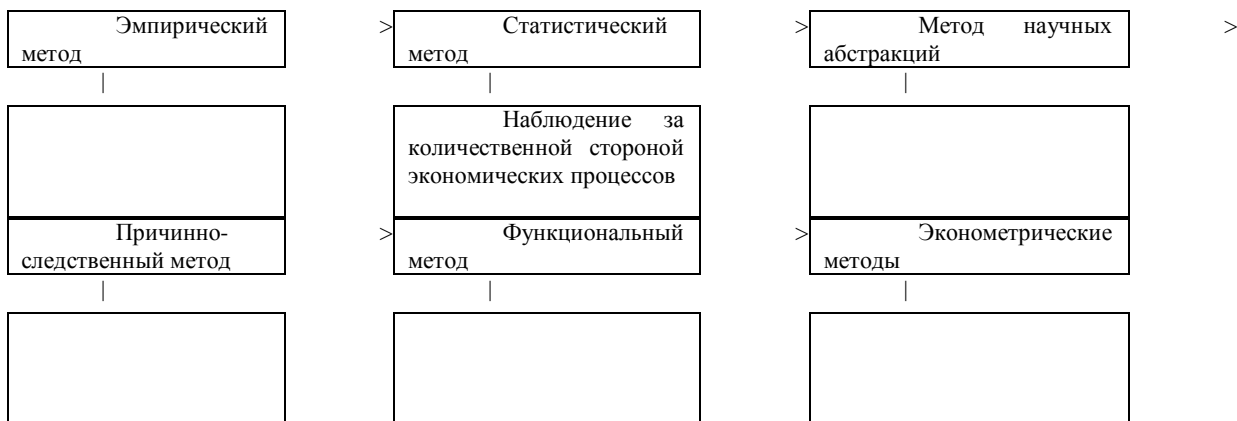 Эмпирический > Статистический > Метод научных >
метод метод абстракций
| | |
Наблюдение за
количественной стороной
экономических процессов
Причинно- > Функциональный > Эконометрические
следственный метод метод методы
| | |